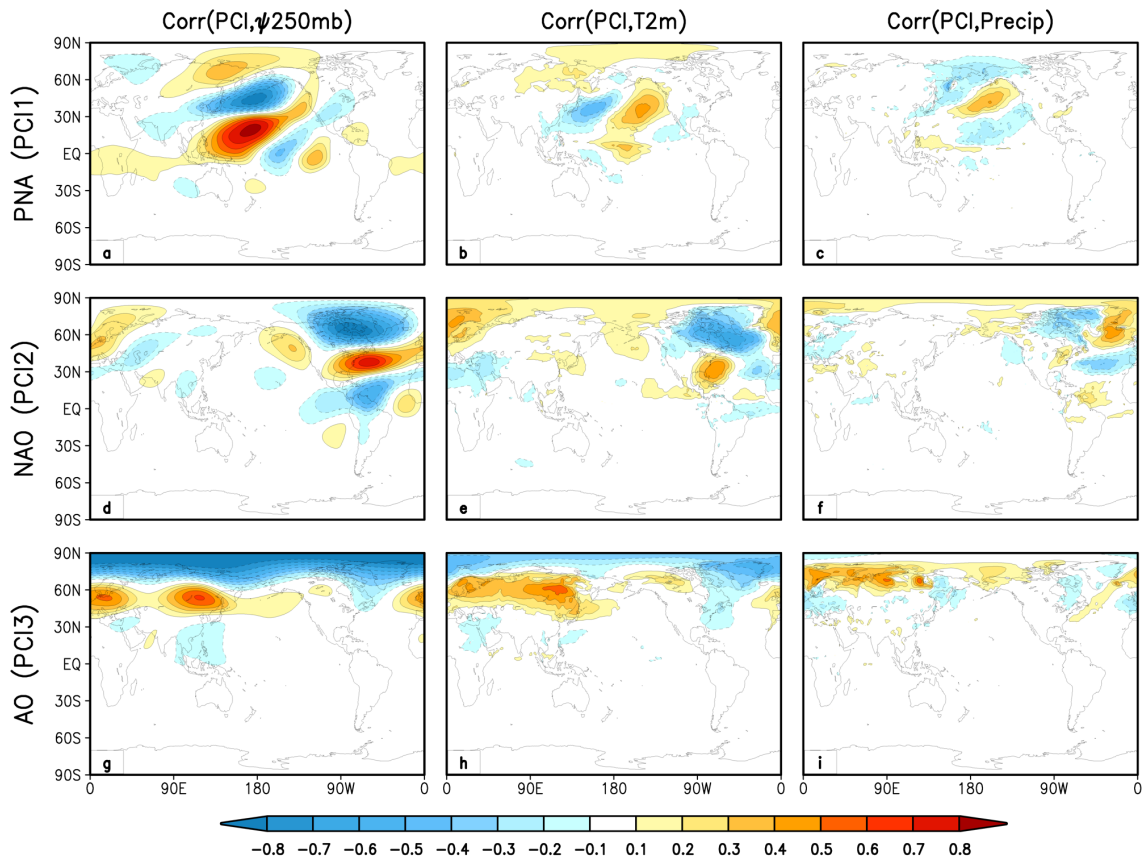 Corr(PCI,ψ250mb) Corr(PCI,T2m) Corr(PCI,Precip)
PNA (PCI1)
90N
60N
30N
EQ
30S
60S
90S
a b c
NAO (PCI2)
90N
60N
30N
EQ
30S
60S
90S
d e f
AO (PCI3)
90N
60N
30N
EQ
30S
60S
90S
g h i
0 90E 180 90W 0 90E 180 90W 0 90E 180 90W 0
-0.8 -0.7 -0.6 -0.5 -0.4 -0.3 -0.2 -0.1 0.1 0.2 0.3 0.4 0.5 0.6 0.7 0.8